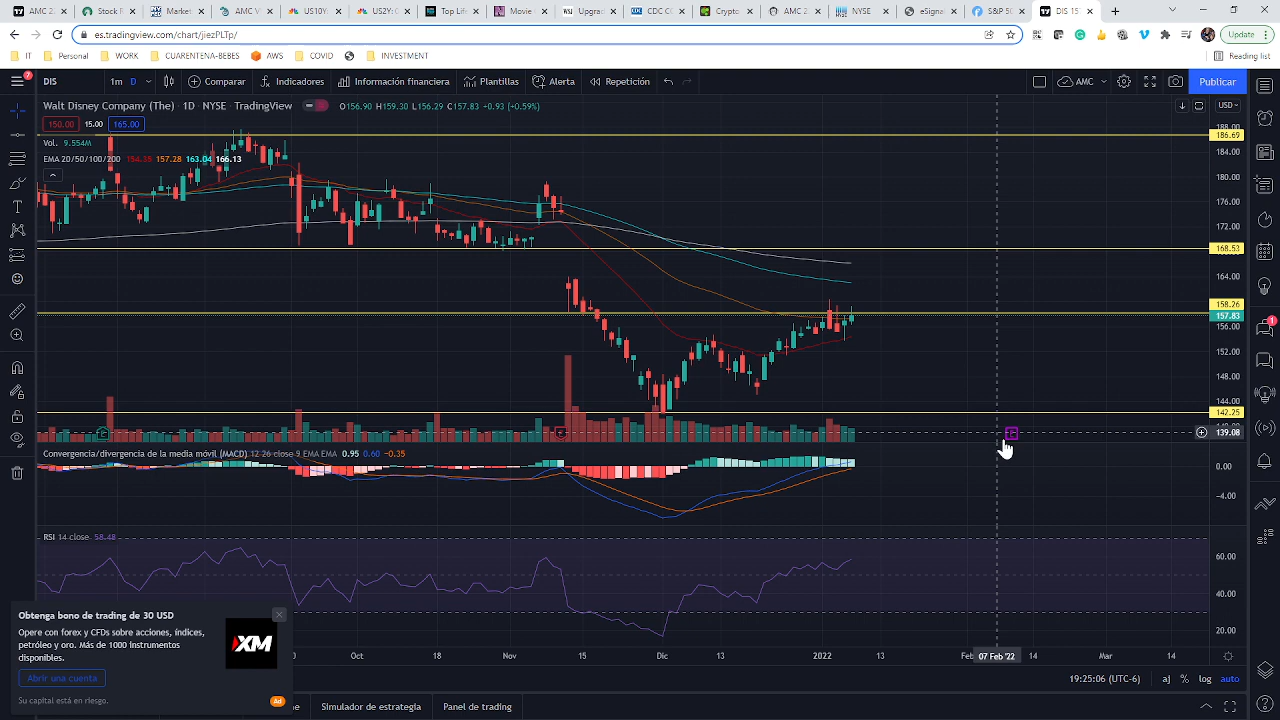 AMC 2
Stock R
Market
AMC V
US10Y
US2Y:
Top Lif
Movie
Upgra
CDC CO
Crypto
AMC 2
NYSE
eSignal
S&P 50
DIS 15
es.tradingview.com/chart/jiezPLTp/
Update
IT
Personal
WORK
CUARENTENA-BEBES
AWS
COVID
INVESTMENT
Reading list
7
DIS
1m
D
Comparar
Indicadores
Información financiera
Plantillas
Alerta
Repetición
AMC
Publicar
Walt Disney Company (The) · 1D · NYSE · TradingView
O156.90 H159.30 L156.29 C157.83 +0.93 (+0.59%)
USD
150.00 15.00 165.00
Vol. 9.554M
EMA 20/50/100/200 154.35 157.28 163.04 166.13
188.00
186.69
184.00
180.00
176.00
172.00
168.53
164.00
158.26
157.83
156.00
152.00
148.00
144.00
142.25
139.08
1
E
E
E
Convergencia/divergencia de la media móvil (MACD) 12 26 close 9 EMA EMA 0.95 0.60 −0.35
0.00
−4.00
RSI 14 close 58.48
60.00
40.00
20.00
Obtenga bono de trading de 30 USD
Opere con forex y CFDs sobre acciones, índices,
petróleo y oro. Más de 1000 instrumentos
disponibles.
XM
Abrir una cuenta
Su capital está en riesgo.
Ad
Oct
18
Nov
15
Dic
13
2022
13
Feb
07 Feb '22
14
Mar
14
19:25:06 (UTC-6)
%
log
auto
Simulador de estrategia
Panel de trading